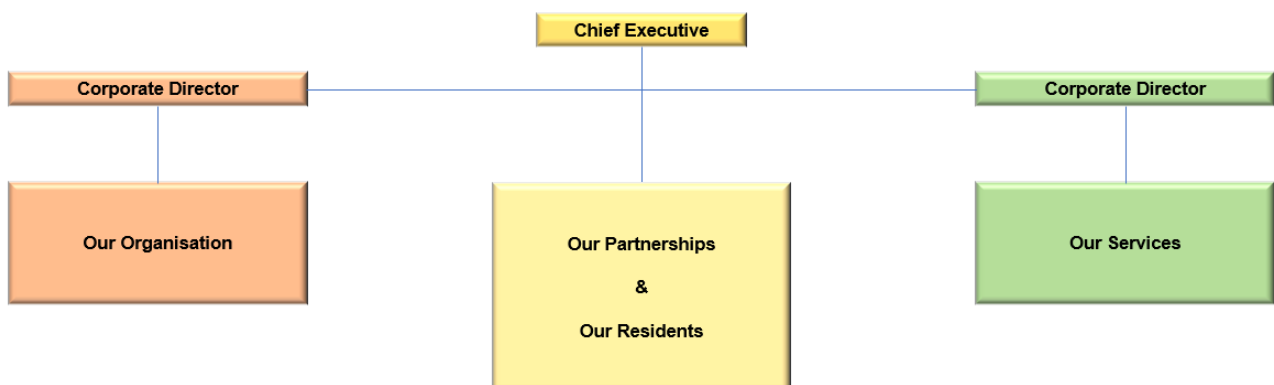 Chief Executive
Corporate Director
Corporate Director
Our Organisation
Our Partnerships
&
Our Residents
Our Services